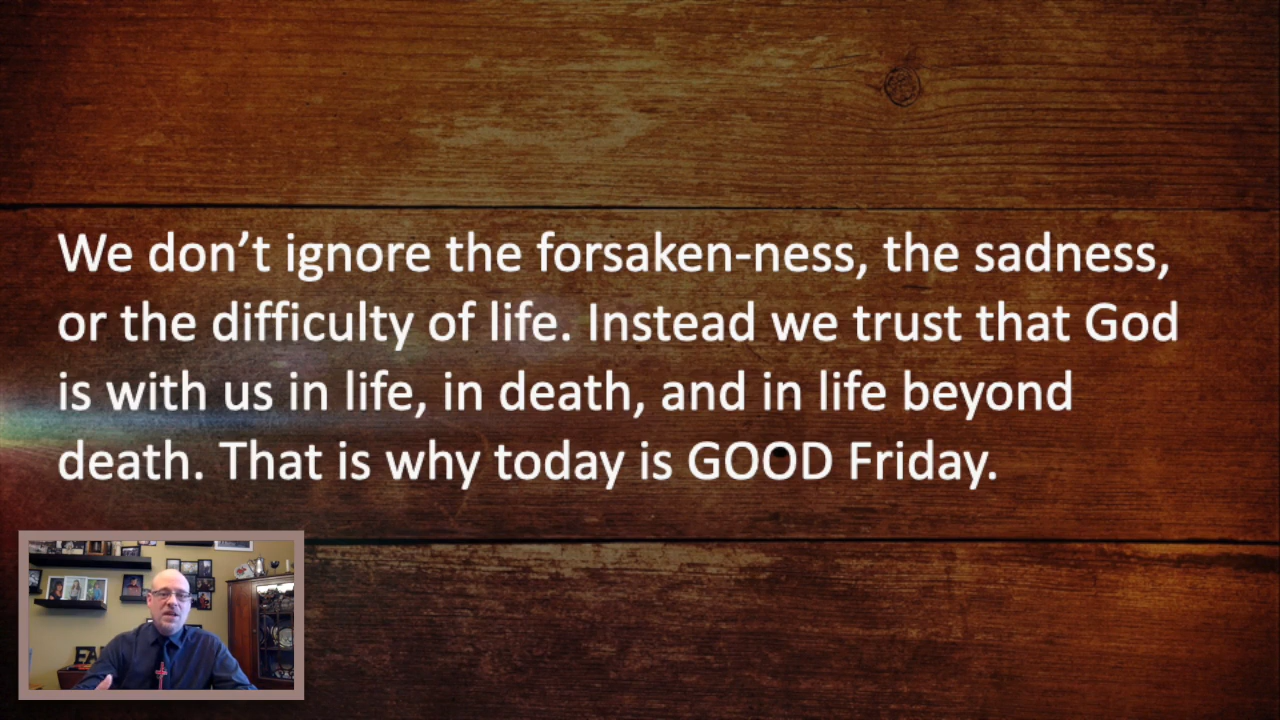 We don’t ignore the forsaken-ness, the sadness,
or the difficulty of life. Instead we trust that God
is with us in life, in death, and in life beyond
death. That is why today is GOOD Friday.